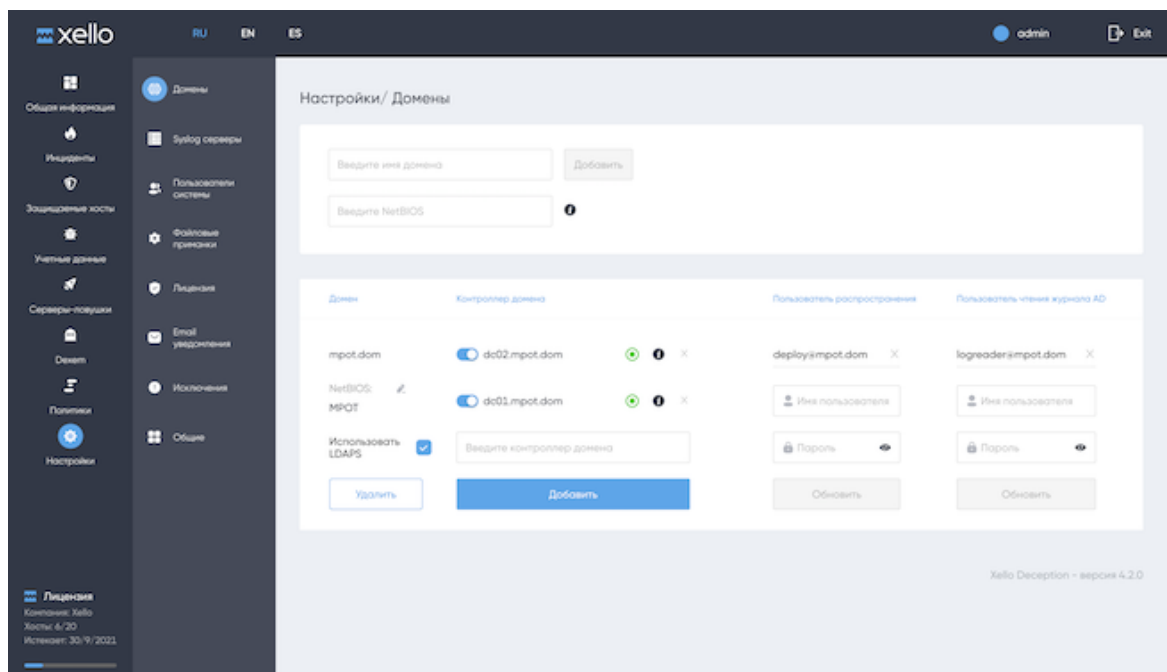 xello
RU EN ES
admin
Exit
Общая информация
Инциденты
Защищаемые хосты
Учетные данные
Серверы-ловушки
Dexem
Политики
Настройки
Лицензия
Компания: Xello
Хосты: 6/20
Истекает: 30/9/2021
Домены
Syslog серверы
Пользователи
системы
Файловые
приманки
Лицензия
Email
уведомления
Исключения
Общие
Настройки/ Домены
Введите имя домена
Добавить
Введите NetBIOS
Домен Контроллер домена Пользователь распространения Пользователь чтения журнала AD
mpot.dom dc02.mpot.dom deploy@mpot.dom logreader@mpot.dom
NetBIOS:
MPOT
dc01.mpot.dom Имя пользователя Имя пользователя
Использовать
LDAPS
Введите контроллер домена Пароль Пароль
Удалить Добавить Обновить Обновить
Xello Deception - версия 4.2.0